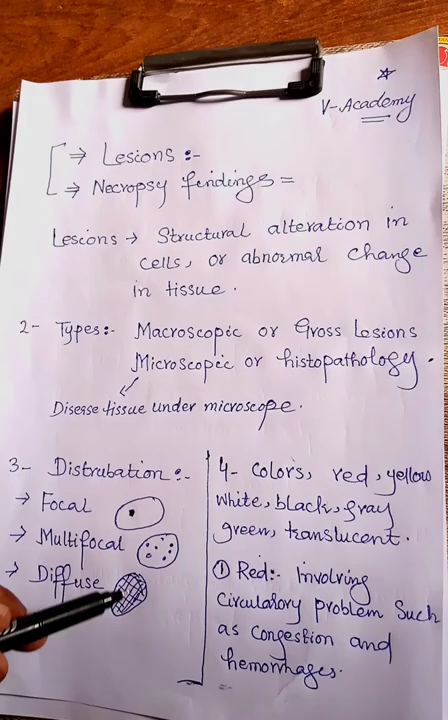 V-Academy
⇒ Lesions :-
⇒ Necropsy findings =
Lesions → Structural alteration in
cells, or abnormal change
in tissue.
2- Types:- Macroscopic or Gross Lesions
Microscopic or histopathology.
Disease tissue under microscope.
3- Distrubation :-
→ Focal
→ Multifocal
→ Diffuse
4- Colors, red, yellow
white, black, gray
green, translucent.
① Red:- Involving
Circulatory problem Such
as Congestion and
hemorrhages.